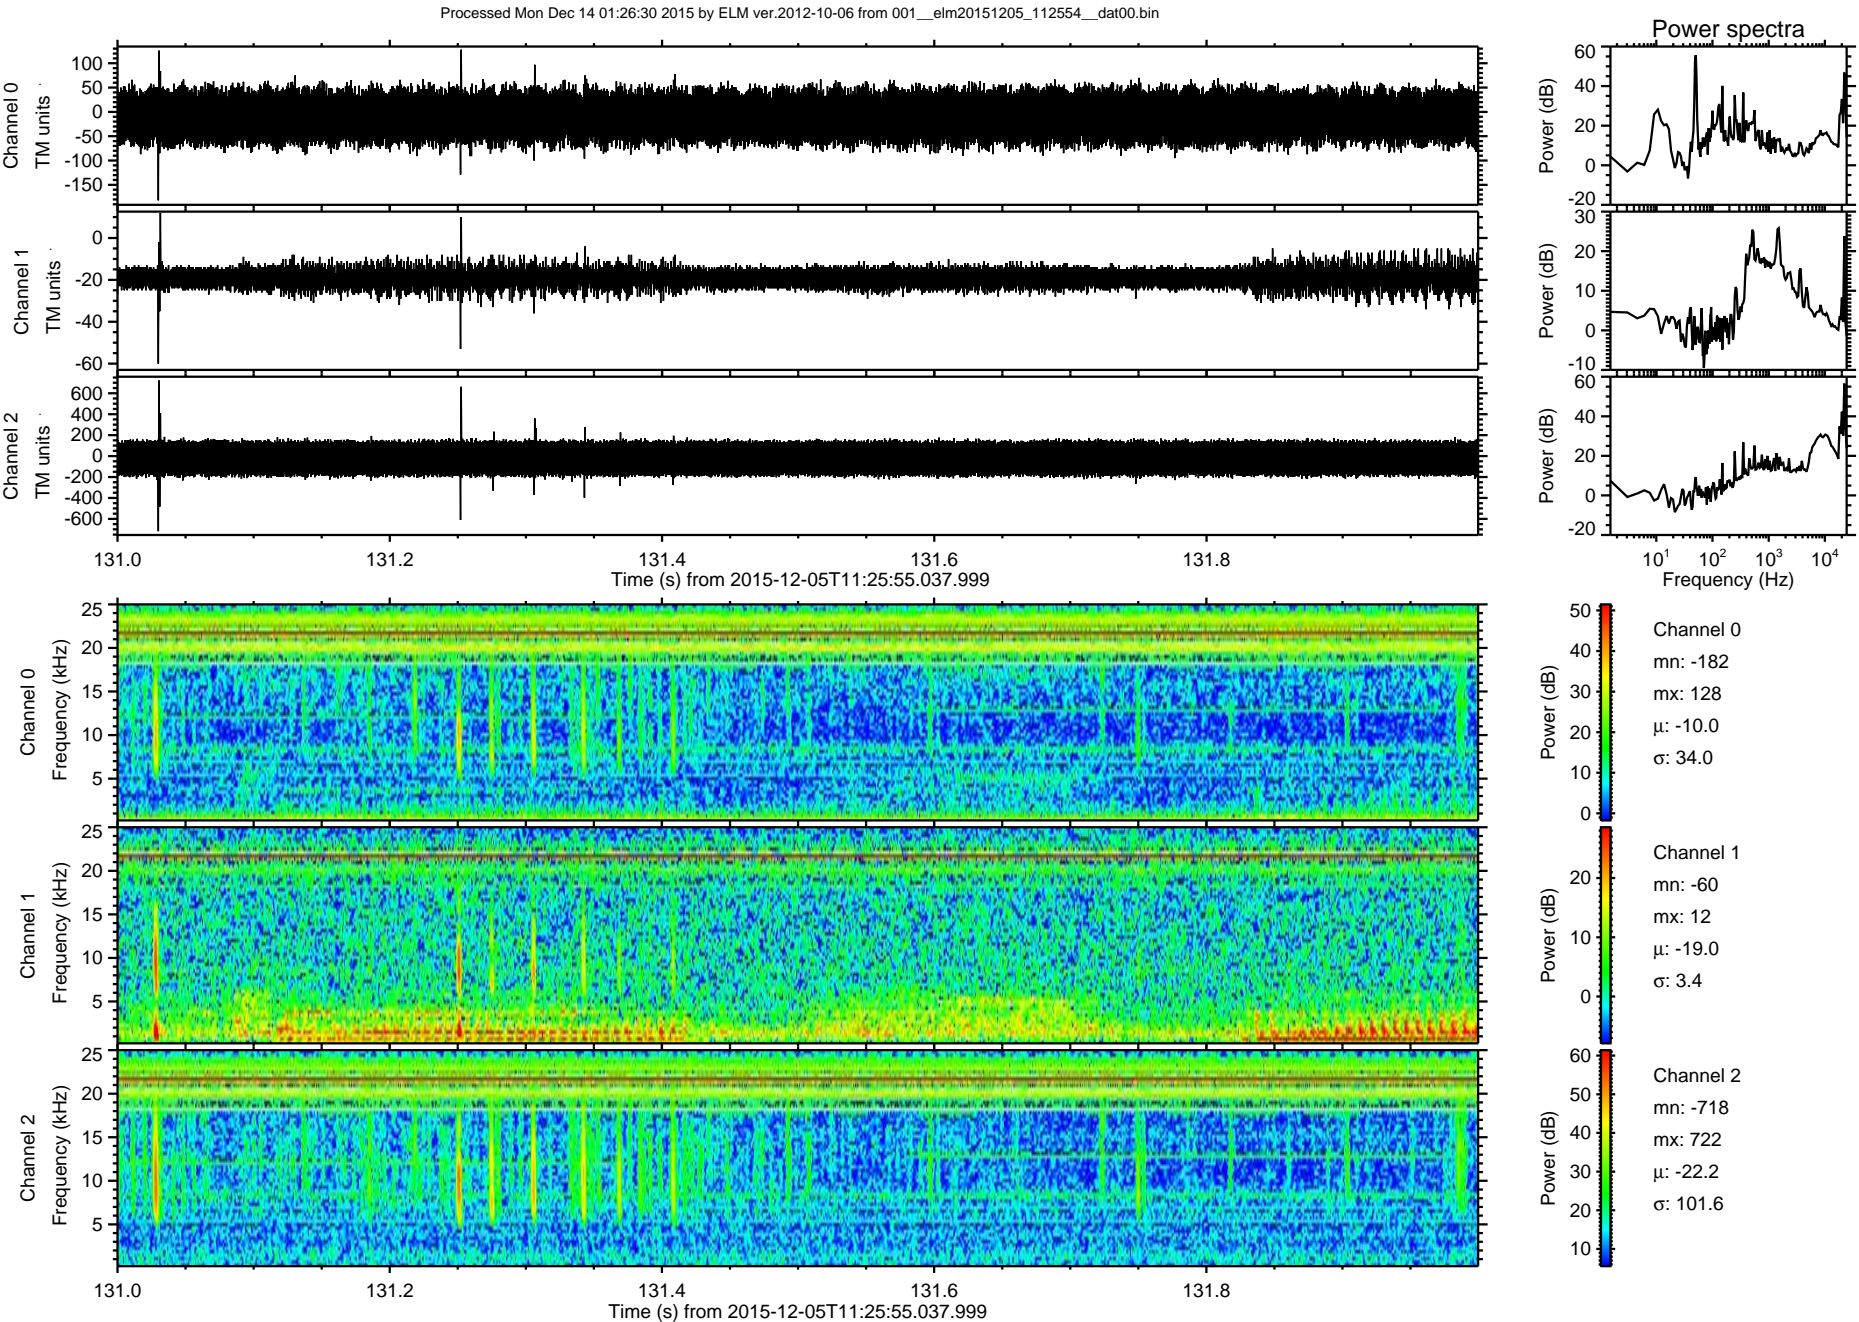 Processed Mon Dec 14 01:26:30 2015 by ELM ver.2012-10-06 from 001__elm20151205_112554__dat00.bin
Power spectra
Channel 0
TM units
100
50
0
-50
-100
-150
Power (dB)
60
40
20
0
-20
Channel 1
TM units
0
-20
-40
-60
Power (dB)
30
20
10
0
-10
Channel 2
TM units
600
400
200
0
-200
-400
-600
Power (dB)
60
40
20
0
-20
131.0 131.2 131.4 131.6 131.8
Time (s) from 2015-12-05T11:25:55.037.999
10¹ 10² 10³ 10⁴
Frequency (Hz)
Channel 0
Frequency (kHz)
25
20
15
10
5
Power (dB)
50
40
30
20
10
0
Channel 0
mn: -182
mx: 128
µ: -10.0
σ: 34.0
Channel 1
Frequency (kHz)
25
20
15
10
5
Power (dB)
20
10
0
Channel 1
mn: -60
mx: 12
µ: -19.0
σ: 3.4
Channel 2
Frequency (kHz)
25
20
15
10
5
Power (dB)
60
50
40
30
20
10
Channel 2
mn: -718
mx: 722
µ: -22.2
σ: 101.6
131.0 131.2 131.4 131.6 131.8
Time (s) from 2015-12-05T11:25:55.037.999